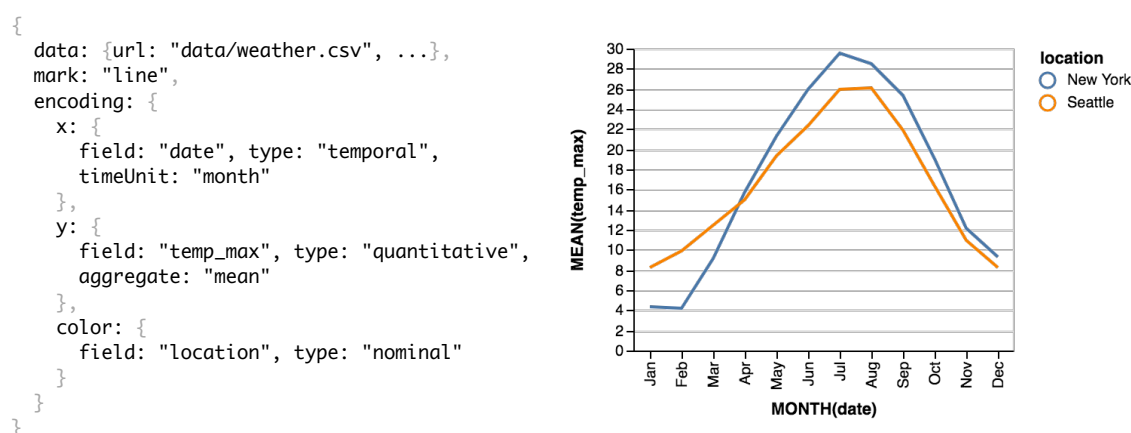 {
  data: {url: "data/weather.csv", ...},
  mark: "line",
  encoding: {
    x: {
      field: "date", type: "temporal",
      timeUnit: "month"
    },
    y: {
      field: "temp_max", type: "quantitative",
      aggregate: "mean"
    },
    color: {
      field: "location", type: "nominal"
    }
  }
}
MEAN(temp_max)
30
28
26
24
22
20
18
16
14
12
10
8
6
4
2
0
Jan Feb Mar Apr May Jun Jul Aug Sep Oct Nov Dec
MONTH(date)
location
New York
Seattle